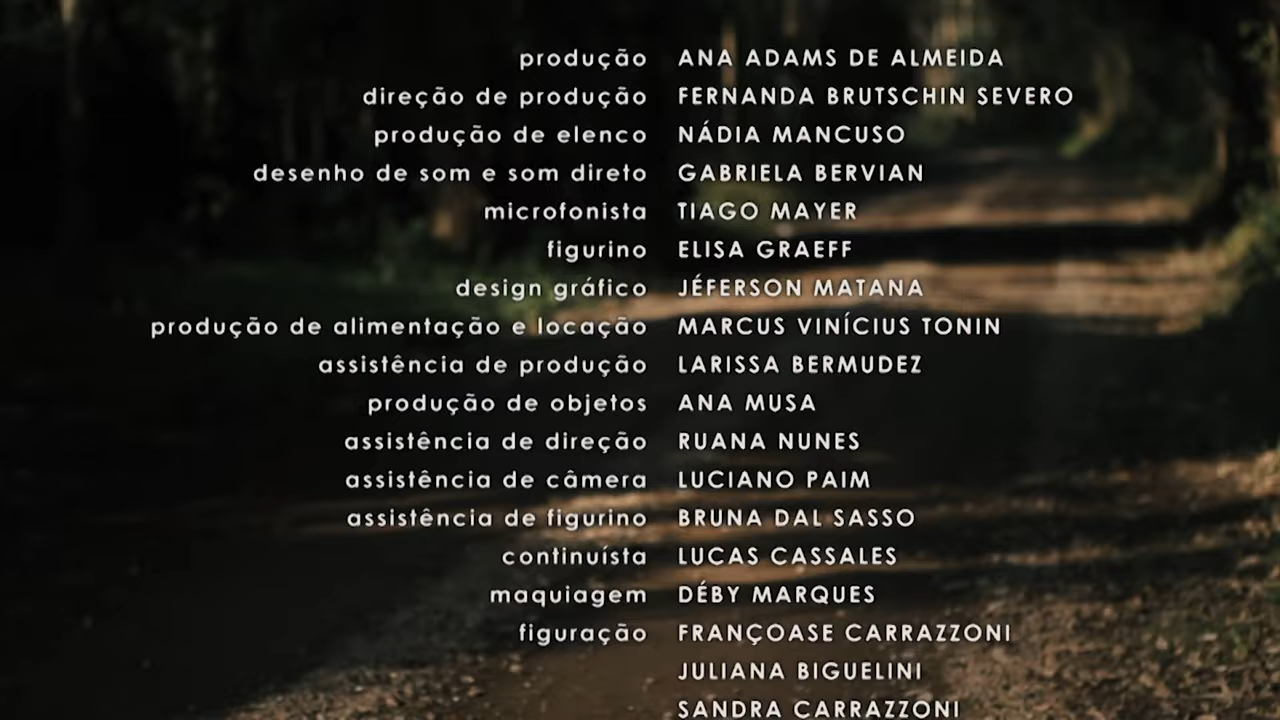 produção ANA ADAMS DE ALMEIDA
direção de produção FERNANDA BRUTSCHIN SEVERO
produção de elenco NÁDIA MANCUSO
desenho de som e som direto GABRIELA BERVIAN
microfonista TIAGO MAYER
figurino ELISA GRAEFF
design gráfico JÉFERSON MATANA
produção de alimentação e locação MARCUS VINÍCIUS TONIN
assistência de produção LARISSA BERMUDEZ
produção de objetos ANA MUSA
assistência de direção RUANA NUNES
assistência de câmera LUCIANO PAIM
assistência de figurino BRUNA DAL SASSO
continuísta LUCAS CASSALES
maquiagem DÉBY MARQUES
figuração FRANÇOASE CARRAZZONI
JULIANA BIGUELINI
SANDRA CARRAZZONI